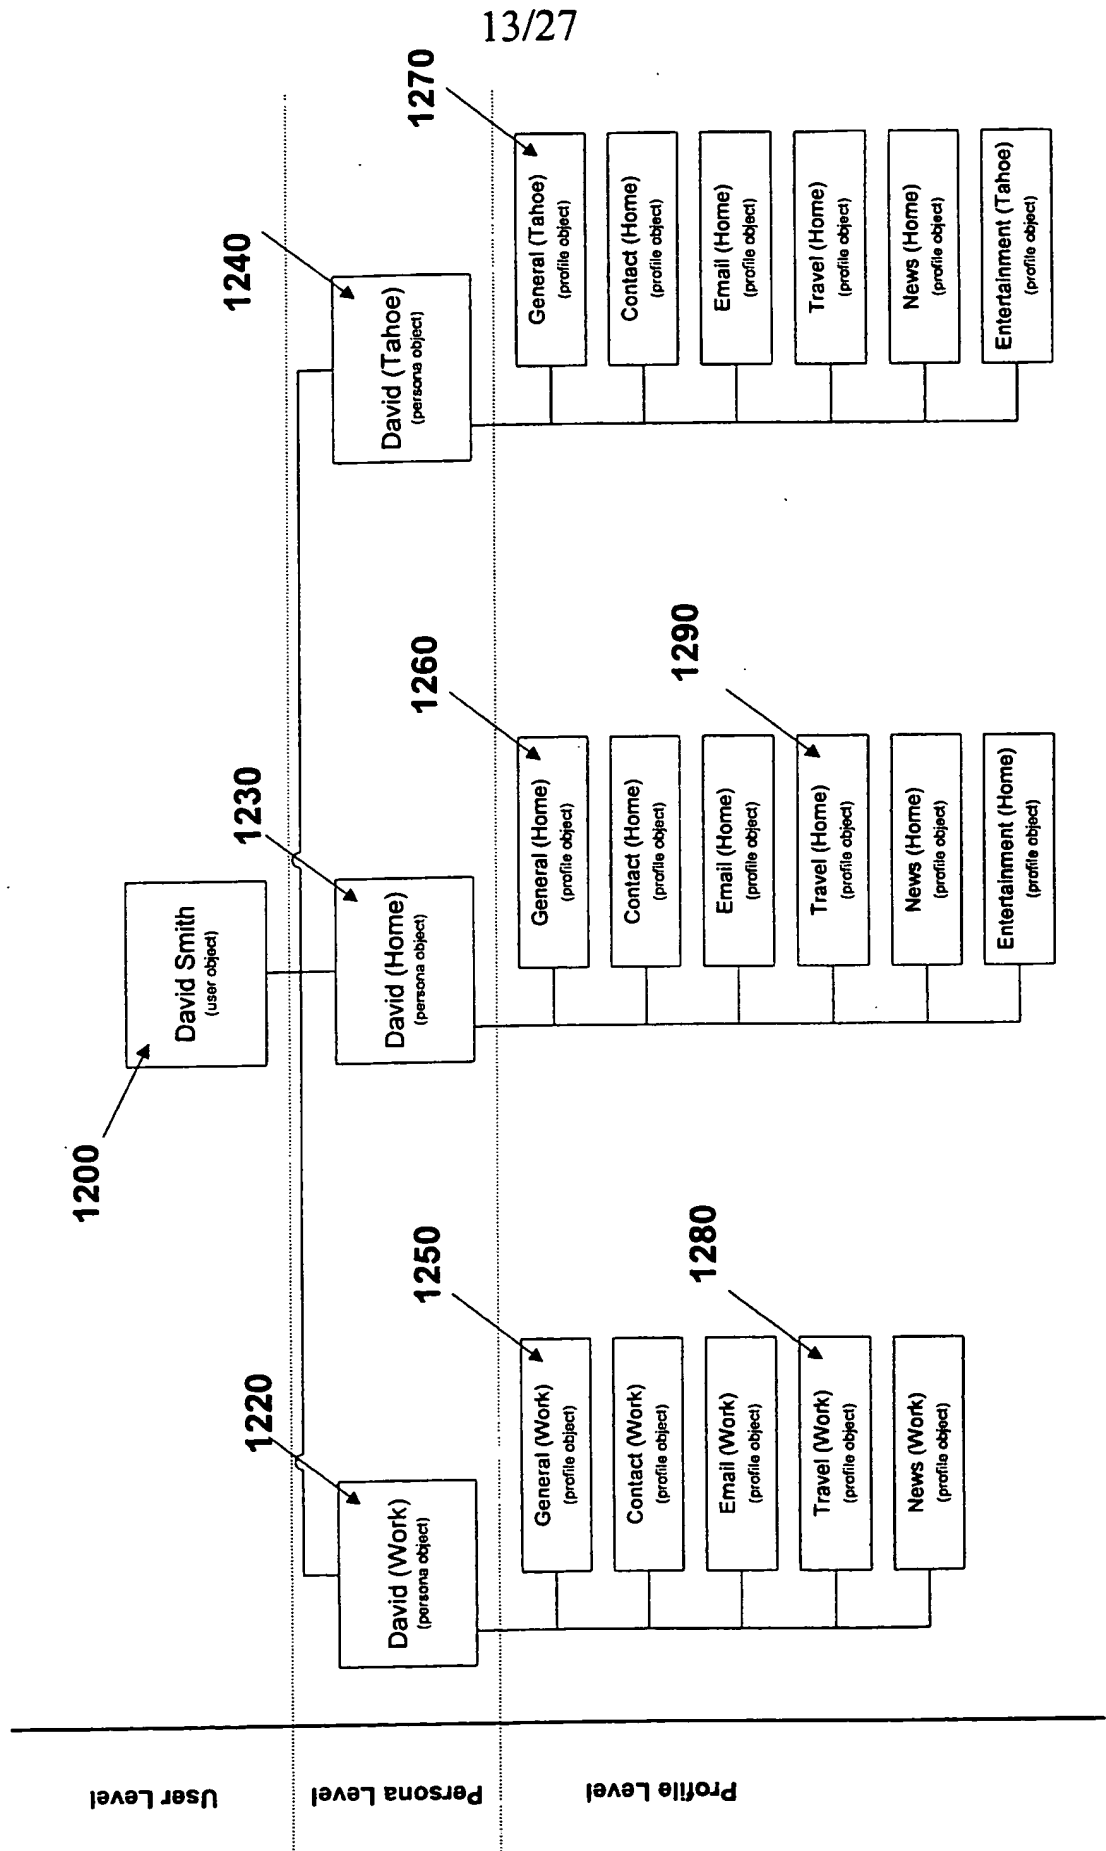 13/27
User Level
Persona Level
Profile Level
1200
David Smith
(user object)
1220
David (Work)
(persona object)
1230
David (Home)
(persona object)
1240
David (Tahoe)
(persona object)
1250
General (Work)
(profile object)
Contact (Work)
(profile object)
Email (Work)
(profile object)
1280
Travel (Work)
(profile object)
News (Work)
(profile object)
1260
General (Home)
(profile object)
Contact (Home)
(profile object)
Email (Home)
(profile object)
1290
Travel (Home)
(profile object)
News (Home)
(profile object)
Entertainment (Home)
(profile object)
1270
General (Tahoe)
(profile object)
Contact (Home)
(profile object)
Email (Home)
(profile object)
Travel (Home)
(profile object)
News (Home)
(profile object)
Entertainment (Tahoe)
(profile object)